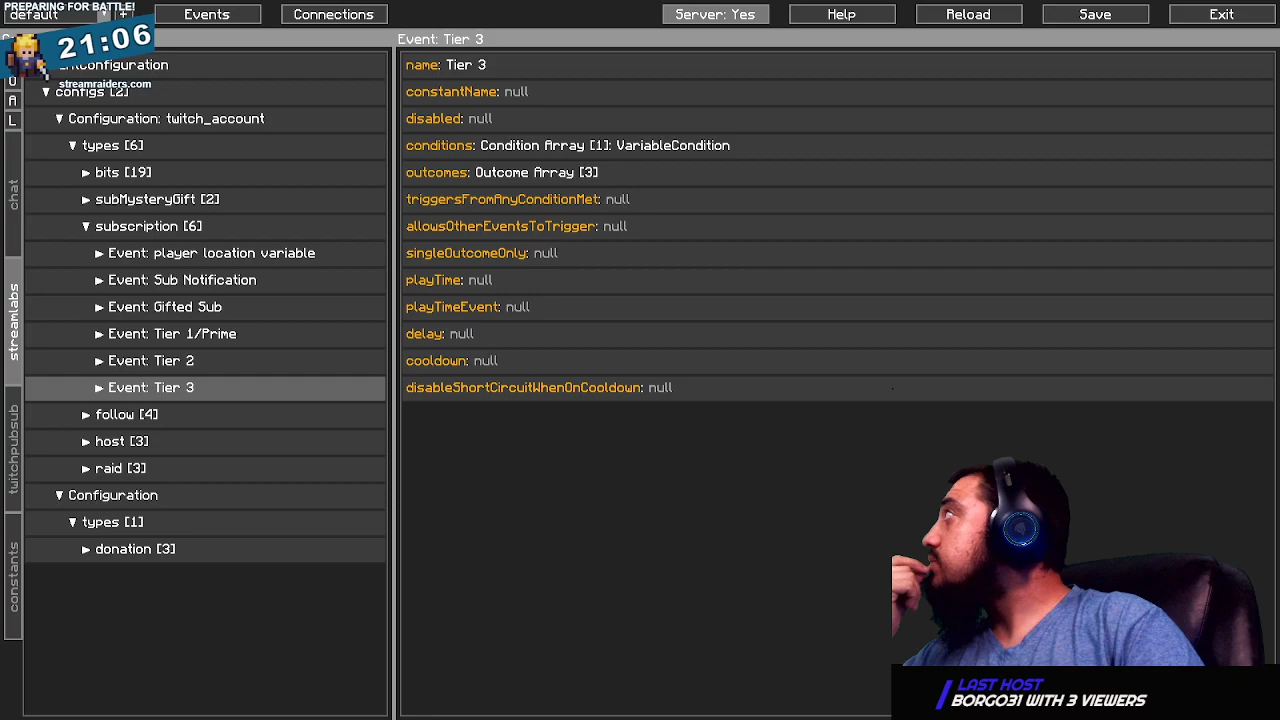 PREPARING FOR BATTLE!
default
+
Events
Connections
Server: Yes
Help
Reload
Save
Exit
21:06
streamraiders.com
Event: Tier 3
A
L
chat
streamlabs
twitchpubsub
constants
configs [2]
▼ Configuration: twitch_account
▼ types [6]
▶ bits [19]
▶ subMysteryGift [2]
▼ subscription [6]
▶ Event: player location variable
▶ Event: Sub Notification
▶ Event: Gifted Sub
▶ Event: Tier 1/Prime
▶ Event: Tier 2
▶ Event: Tier 3
▶ follow [4]
▶ host [3]
▶ raid [3]
▼ Configuration
▼ types [1]
▶ donation [3]
name: Tier 3
constantName: null
disabled: null
conditions: Condition Array [1]: VariableCondition
outcomes: Outcome Array [3]
triggersFromAnyConditionMet: null
allowsOtherEventsToTrigger: null
singleOutcomeOnly: null
playTime: null
playTimeEvent: null
delay: null
cooldown: null
disableShortCircuitWhenOnCooldown: null
LAST HOST
BORGO31 WITH 3 VIEWERS